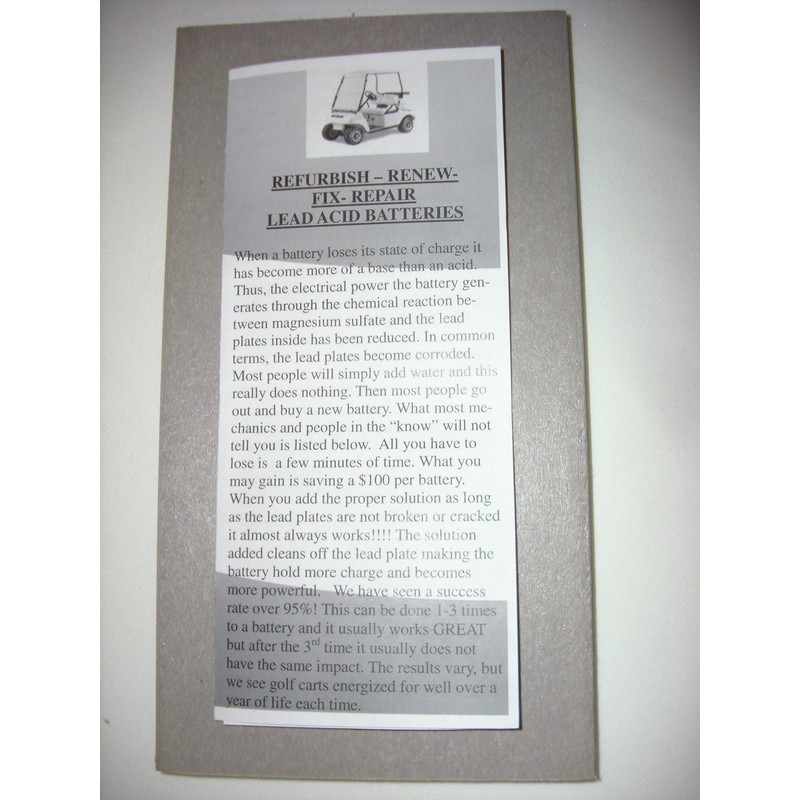 REFURBISH – RENEW-
FIX- REPAIR
LEAD ACID BATTERIES
When a battery loses its state of charge it
has become more of a base than an acid.
Thus, the electrical power the battery gen-
erates through the chemical reaction be-
tween magnesium sulfate and the lead
plates inside has been reduced. In common
terms, the lead plates become corroded.
Most people will simply add water and this
really does nothing. Then most people go
out and buy a new battery. What most me-
chanics and people in the “know” will not
tell you is listed below.  All you have to
lose is  a few minutes of time. What you
may gain is saving a $100 per battery.
When you add the proper solution as long
as the lead plates are not broken or cracked
it almost always works!!!! The solution
added cleans off the lead plate making the
battery hold more charge and becomes
more powerful.   We have seen a success
rate over 95%! This can be done 1-3 times
to a battery and it usually works GREAT
but after the 3rd time it usually does not
have the same impact. The results vary, but
we see golf carts energized for well over a
year of life each time.